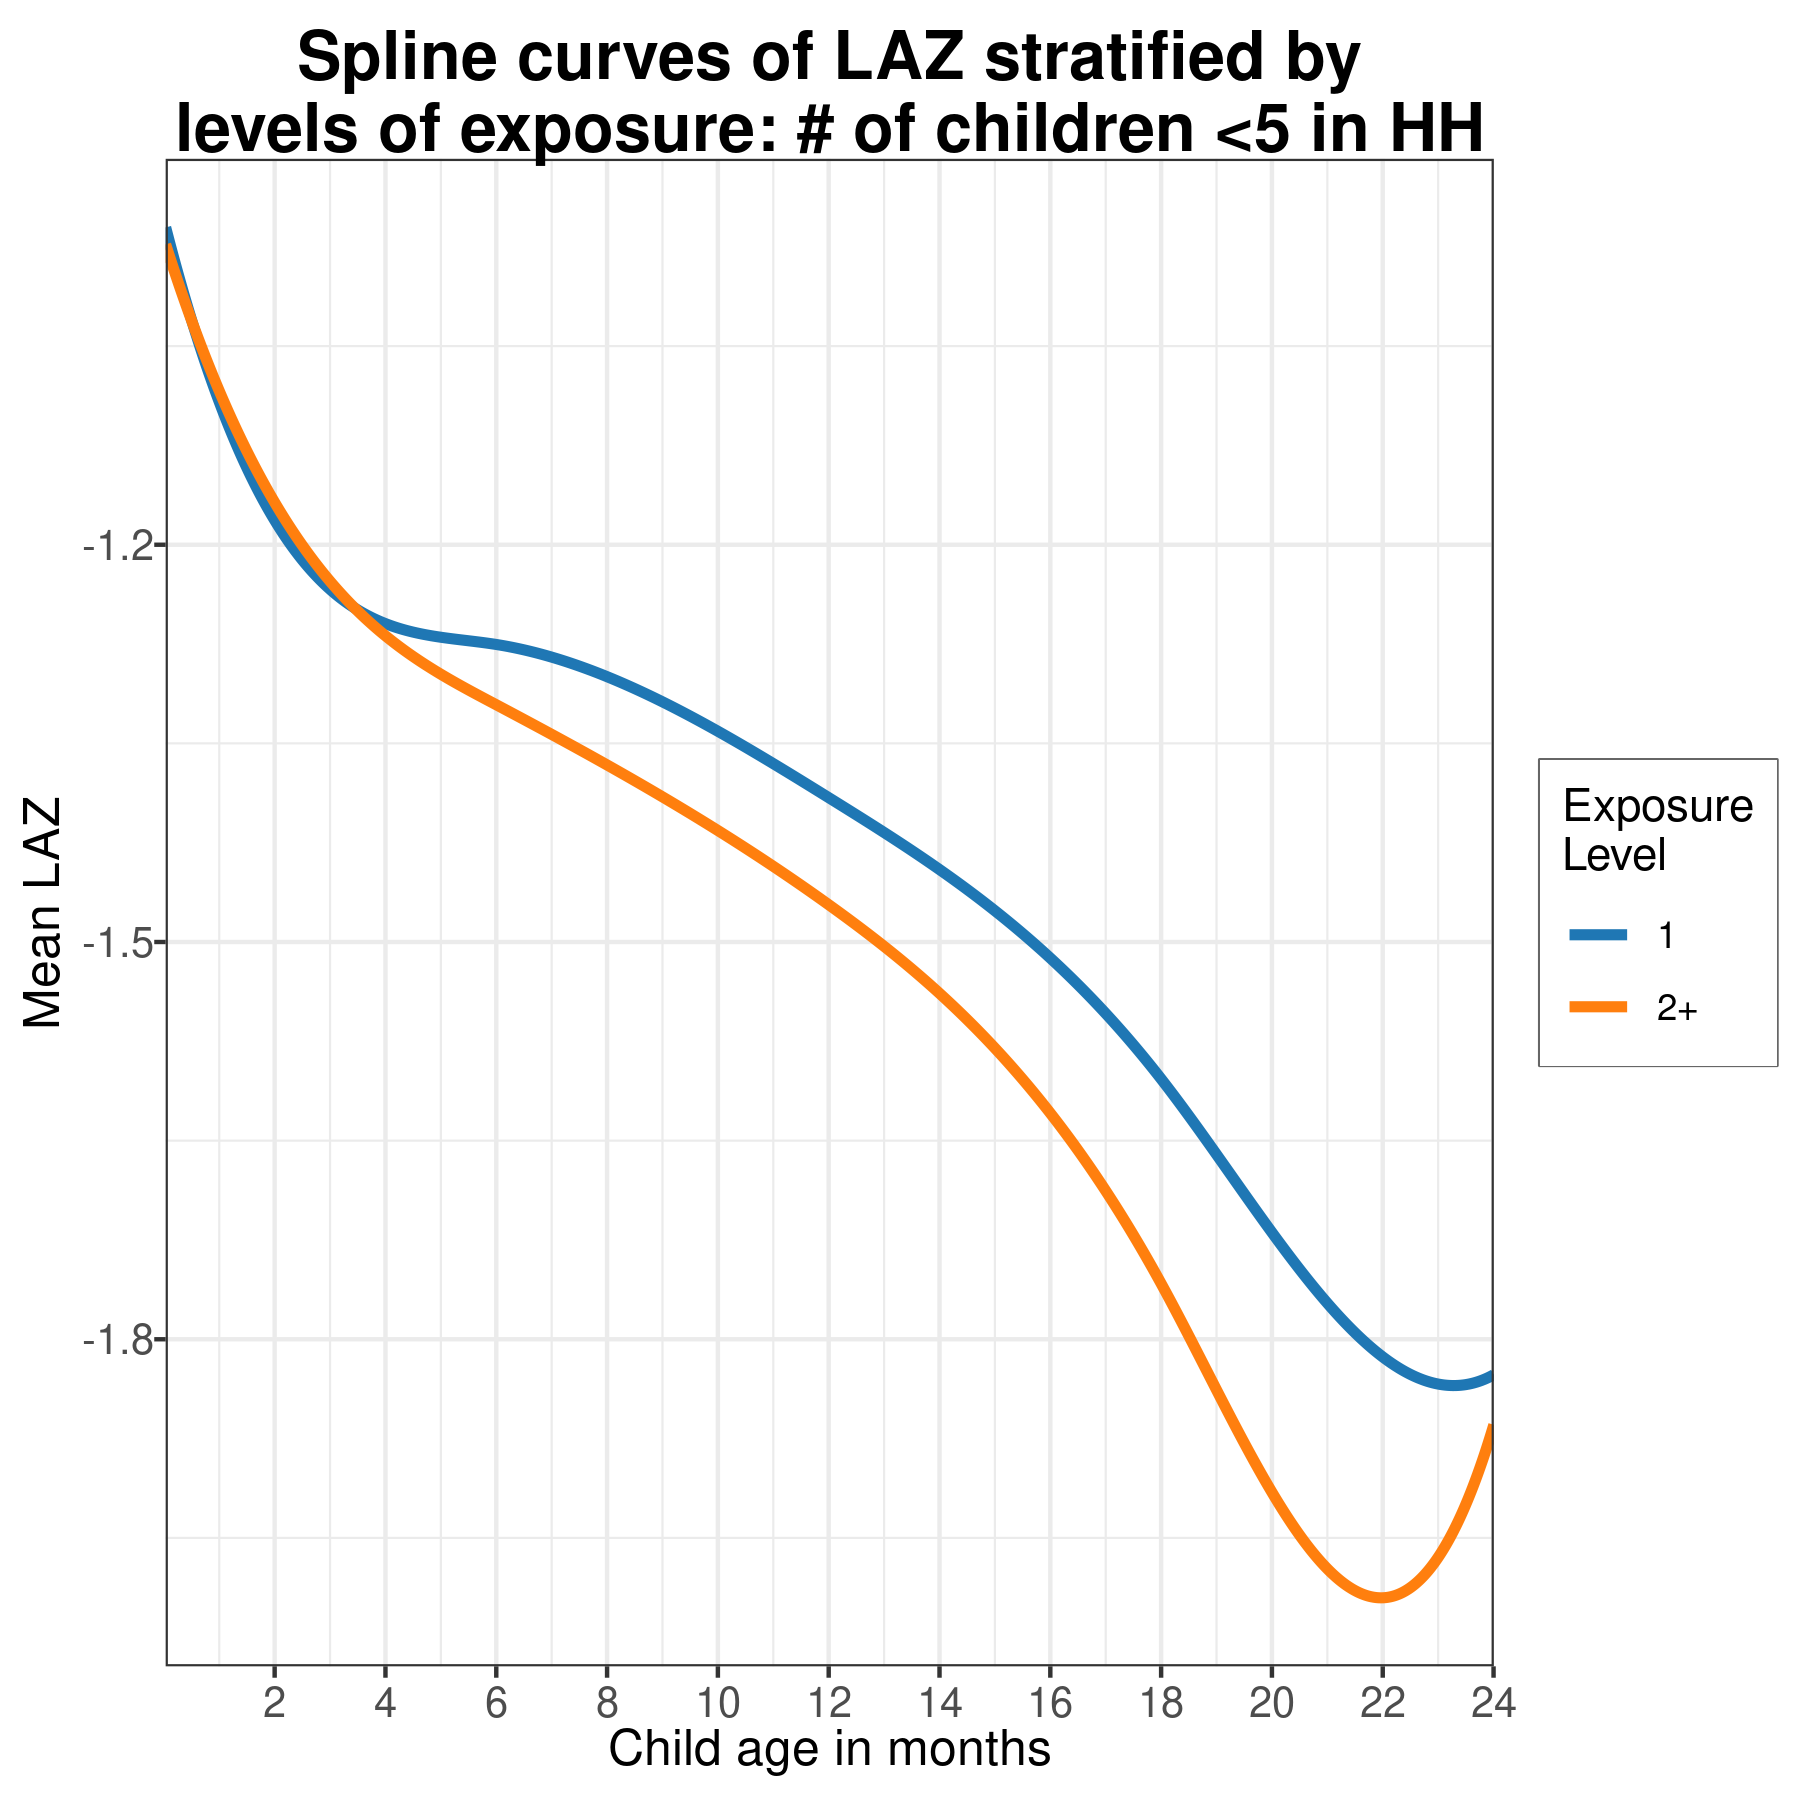 Spline curves of LAZ stratified by
levels of exposure: # of children <5 in HH
Mean LAZ
-1.2
-1.5
-1.8
2 4 6 8 10 12 14 16 18 20 22 24
Child age in months
Exposure
Level
1
2+